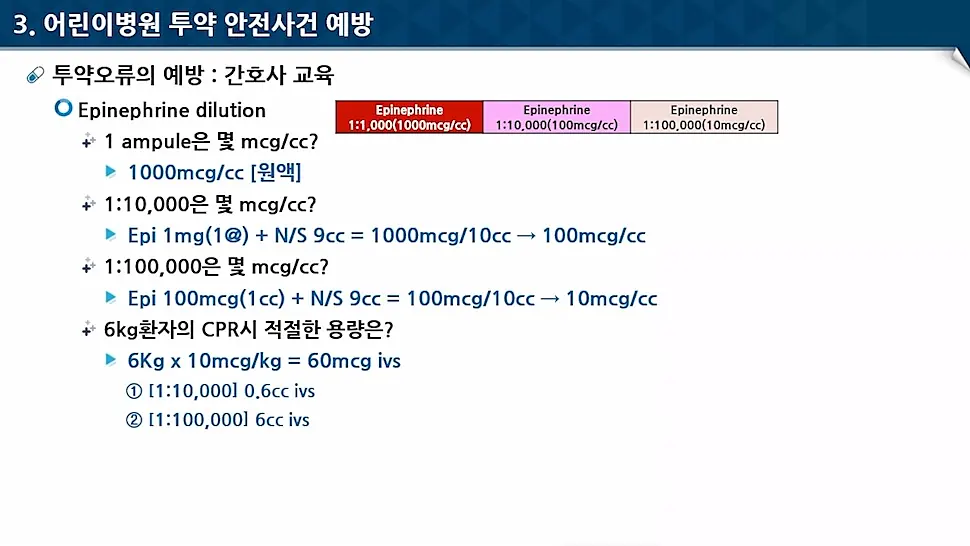 3. 어린이병원 투약 안전사건 예방
투약오류의 예방 : 간호사 교육
Epinephrine dilution
Epinephrine
1:1,000(1000mcg/cc)
Epinephrine
1:10,000(100mcg/cc)
Epinephrine
1:100,000(10mcg/cc)
1 ampule은 몇 mcg/cc?
1000mcg/cc [원액]
1:10,000은 몇 mcg/cc?
Epi 1mg(1@) + N/S 9cc = 1000mcg/10cc → 100mcg/cc
1:100,000은 몇 mcg/cc?
Epi 100mcg(1cc) + N/S 9cc = 100mcg/10cc → 10mcg/cc
6kg환자의 CPR시 적절한 용량은?
6Kg x 10mcg/kg = 60mcg ivs
① [1:10,000] 0.6cc ivs
② [1:100,000] 6cc ivs